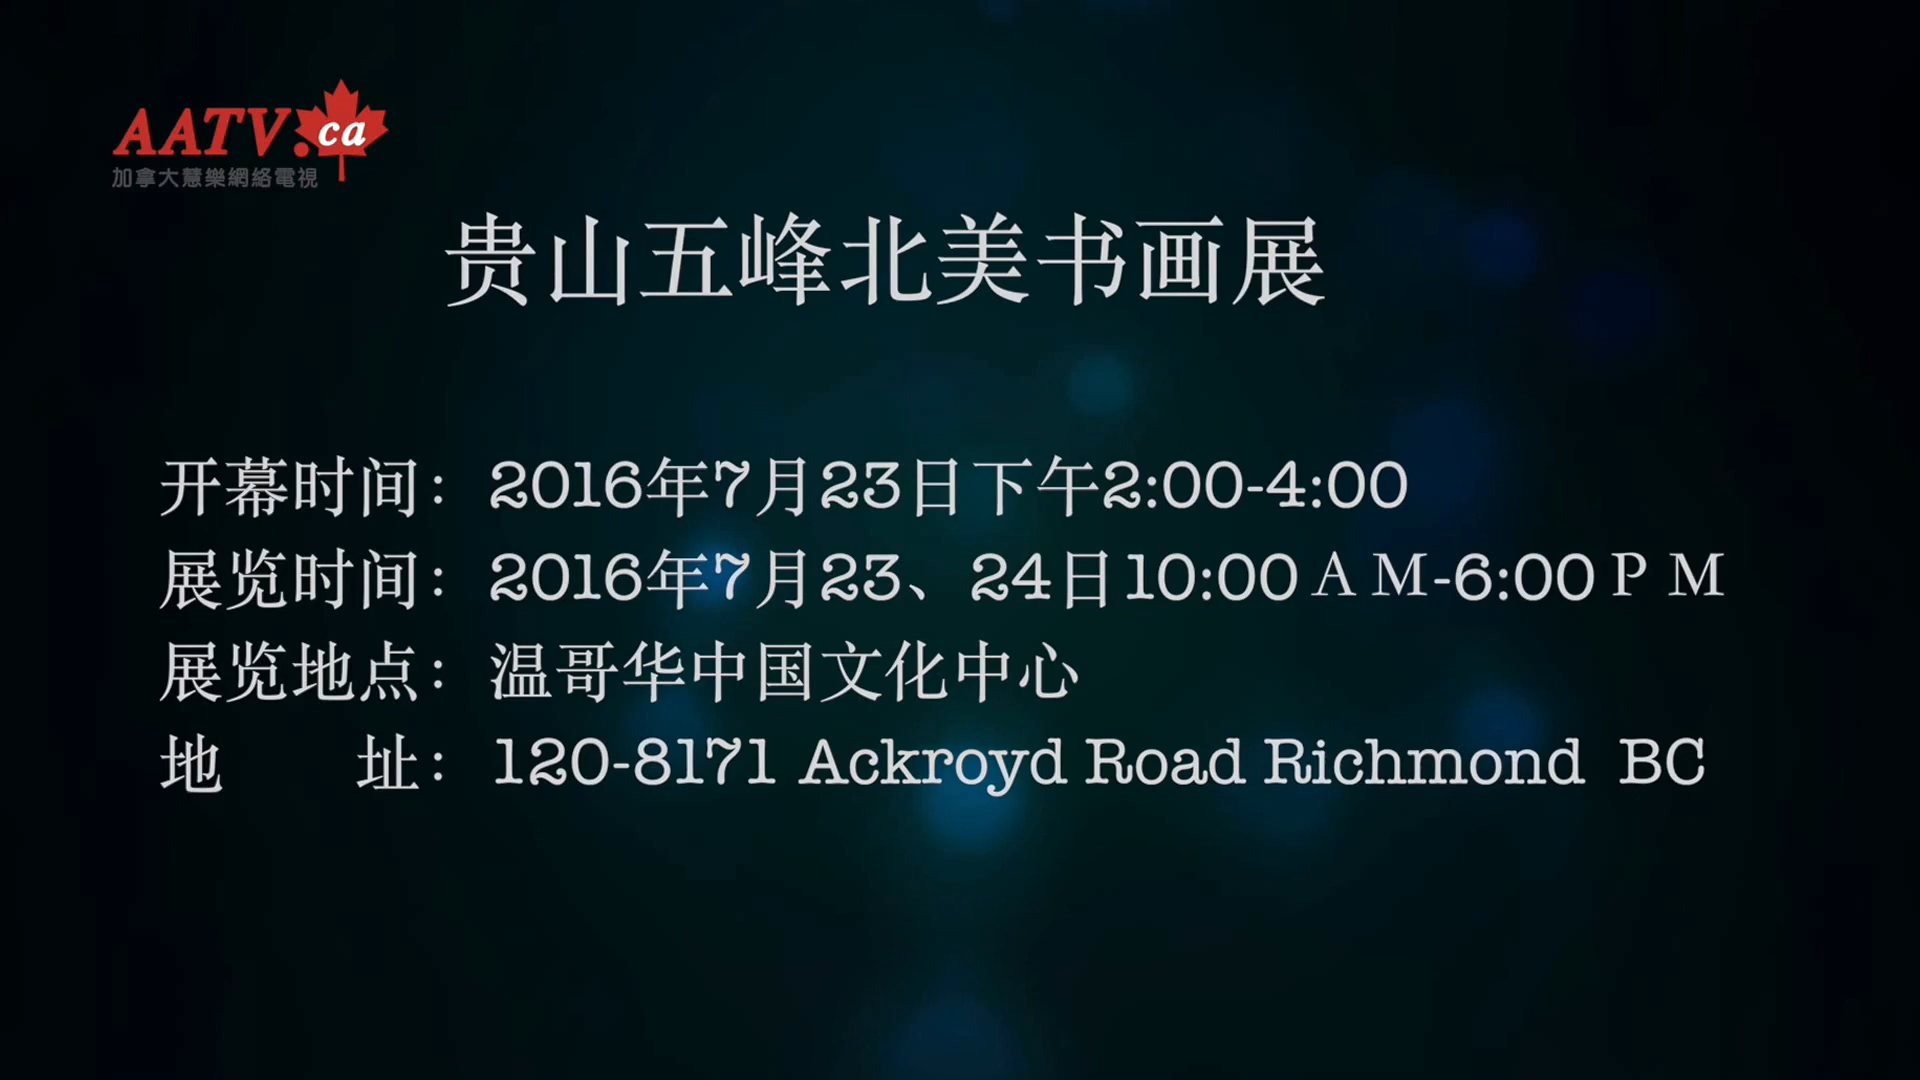 AATV.ca
加拿大慧樂網絡電視
贵山五峰北美书画展
开幕时间：2016年7月23日下午2:00-4:00
展览时间：2016年7月23、24日10:00ＡＭ-6:00ＰＭ
展览地点：温哥华中国文化中心
地　　址：120-8171 Ackroyd Road Richmond  BC